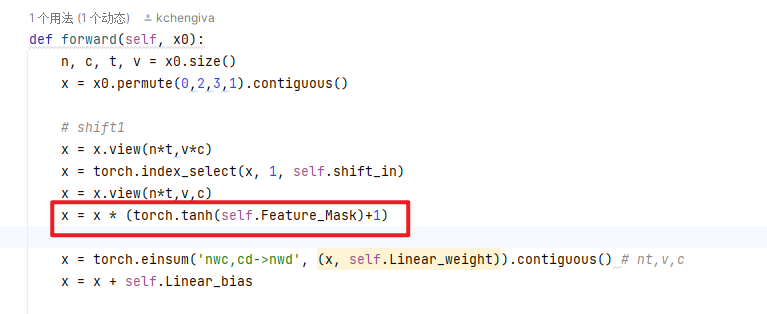 1 个用法 (1 个动态) kchengiva
def forward(self, x0):
    n, c, t, v = x0.size()
    x = x0.permute(0,2,3,1).contiguous()

    # shift1
    x = x.view(n*t,v*c)
    x = torch.index_select(x, 1, self.shift_in)
    x = x.view(n*t,v,c)
    x = x * (torch.tanh(self.Feature_Mask)+1)

    x = torch.einsum('nwc,cd->nwd', (x, self.Linear_weight)).contiguous() # nt,v,c
    x = x + self.Linear_bias